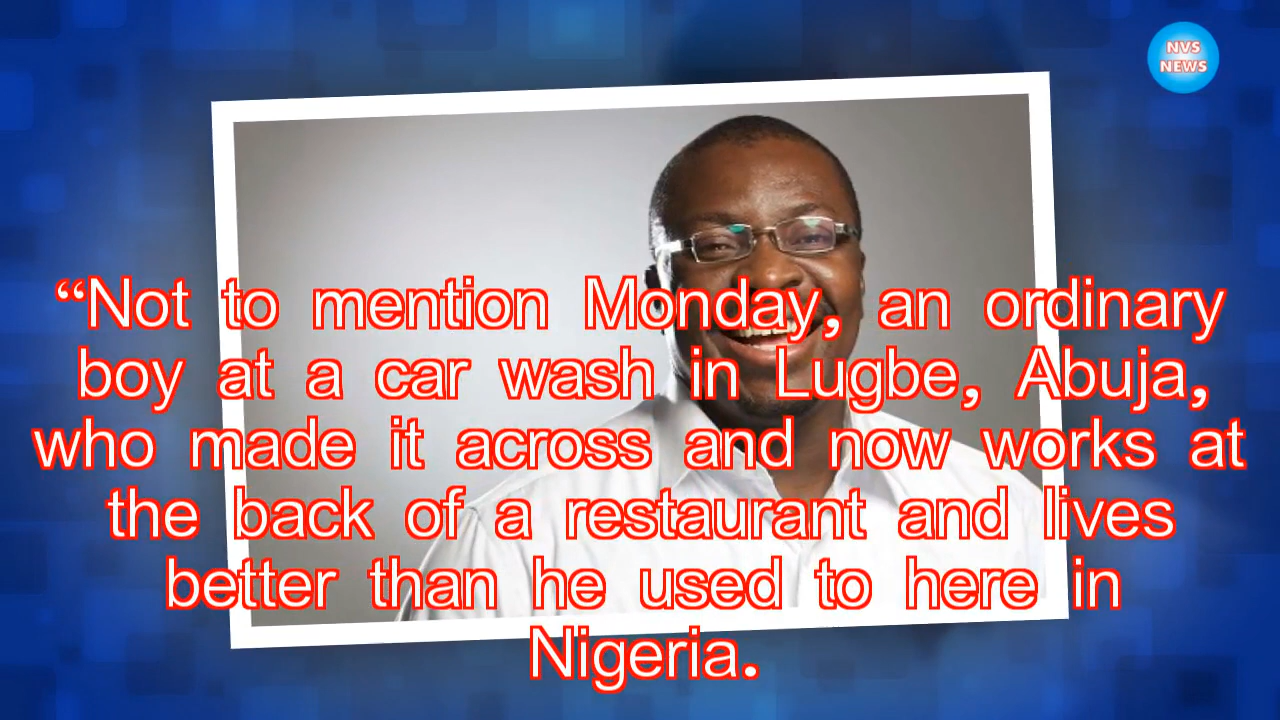 NVS
NEWS
“Not to mention Monday, an ordinary
boy at a car wash in Lugbe, Abuja,
who made it across and now works at
the back of a restaurant and lives
better than he used to here in
Nigeria.